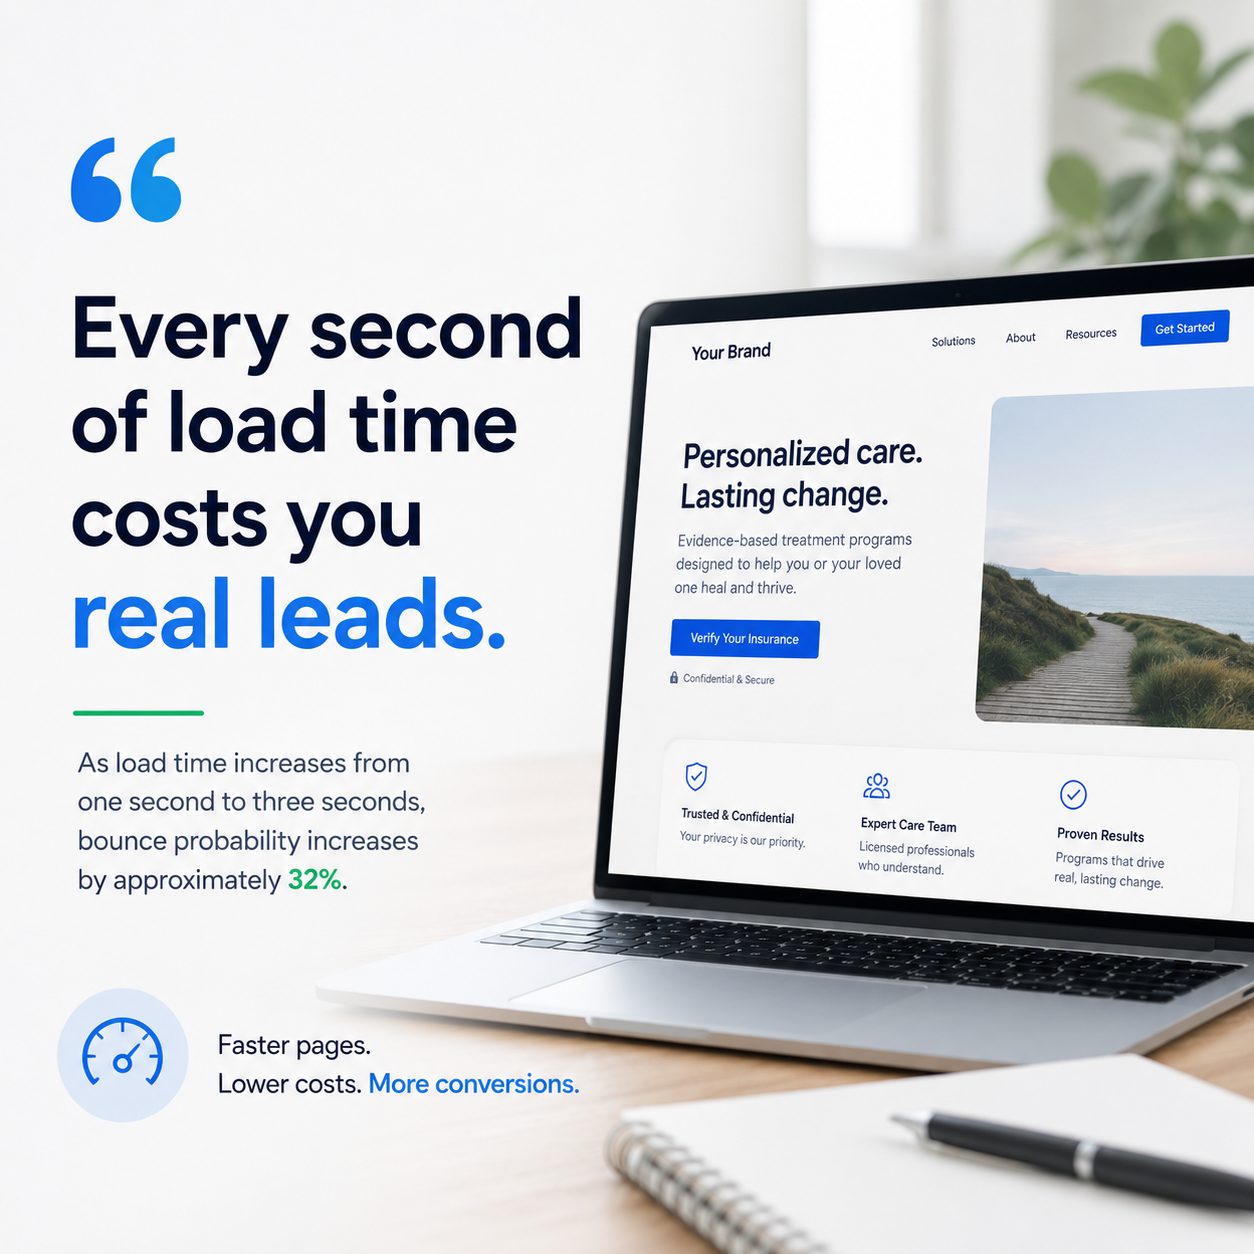 “
Every second
of load time
costs you
real leads.
As load time increases from
one second to three seconds,
bounce probability increases
by approximately 32%.
Faster pages.
Lower costs. More conversions.
Your Brand
Solutions
About
Resources
Get Started
Personalized care.
Lasting change.
Evidence-based treatment programs
designed to help you or your loved
one heal and thrive.
Verify Your Insurance
Confidential & Secure
Trusted & Confidential
Your privacy is our priority.
Expert Care Team
Licensed professionals
who understand.
Proven Results
Programs that drive
real, lasting change.